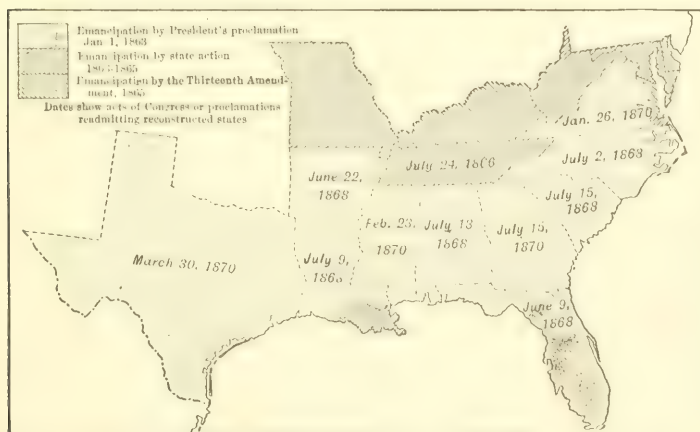 Emancipation by President's proclamation
Jan. 1, 1863
Emancipation by state action
1863-1865
Emancipation by the Thirteenth Amend-
ment, 1865
Dates show acts of Congress or proclamations
readmitting reconstructed states
Jan. 26, 1870
July 24, 1866
July 2, 1868
June 22,
1868
July 15,
1868
Feb. 23,
1870
July 13
1868
July 15,
1870
March 30, 1870
July 9,
1868
June 9,
1868